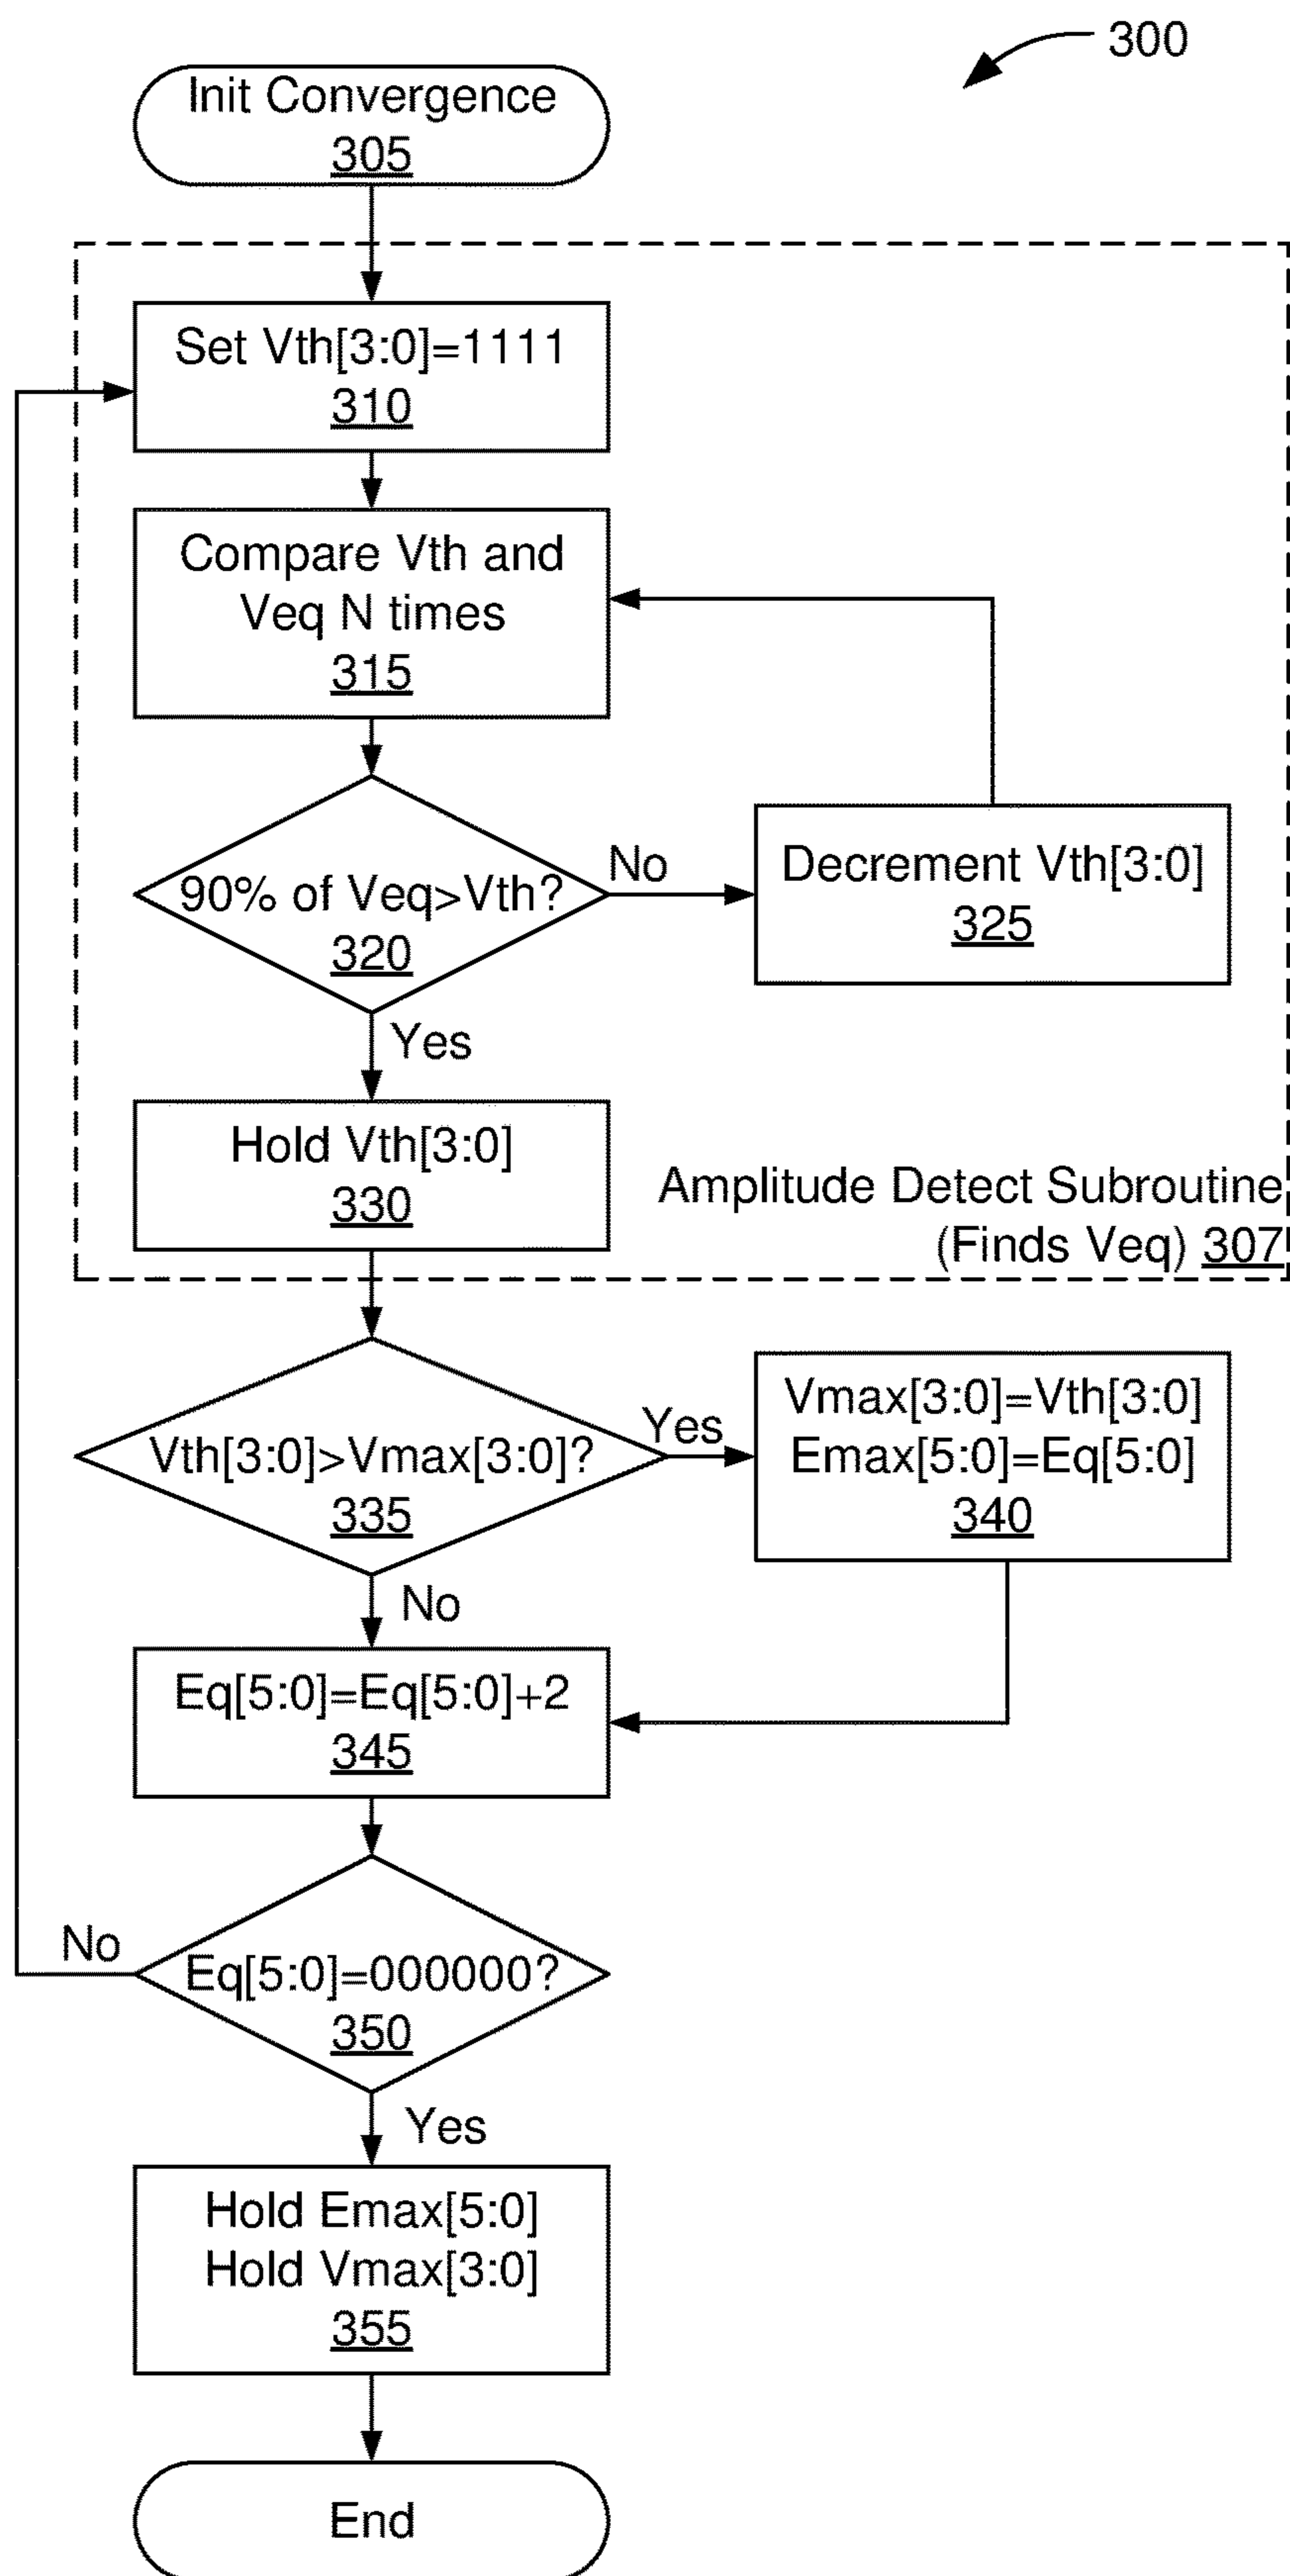 300
Init Convergence
305
Set Vth[3:0]=1111
310
Compare Vth and
Veq N times
315
90% of Veq>Vth?
320
No
Decrement Vth[3:0]
325
Yes
Hold Vth[3:0]
330
Amplitude Detect Subroutine
(Finds Veq) 307
Vth[3:0]>Vmax[3:0]?
335
Yes
Vmax[3:0]=Vth[3:0]
Emax[5:0]=Eq[5:0]
340
No
Eq[5:0]=Eq[5:0]+2
345
No
Eq[5:0]=000000?
350
Yes
Hold Emax[5:0]
Hold Vmax[3:0]
355
End